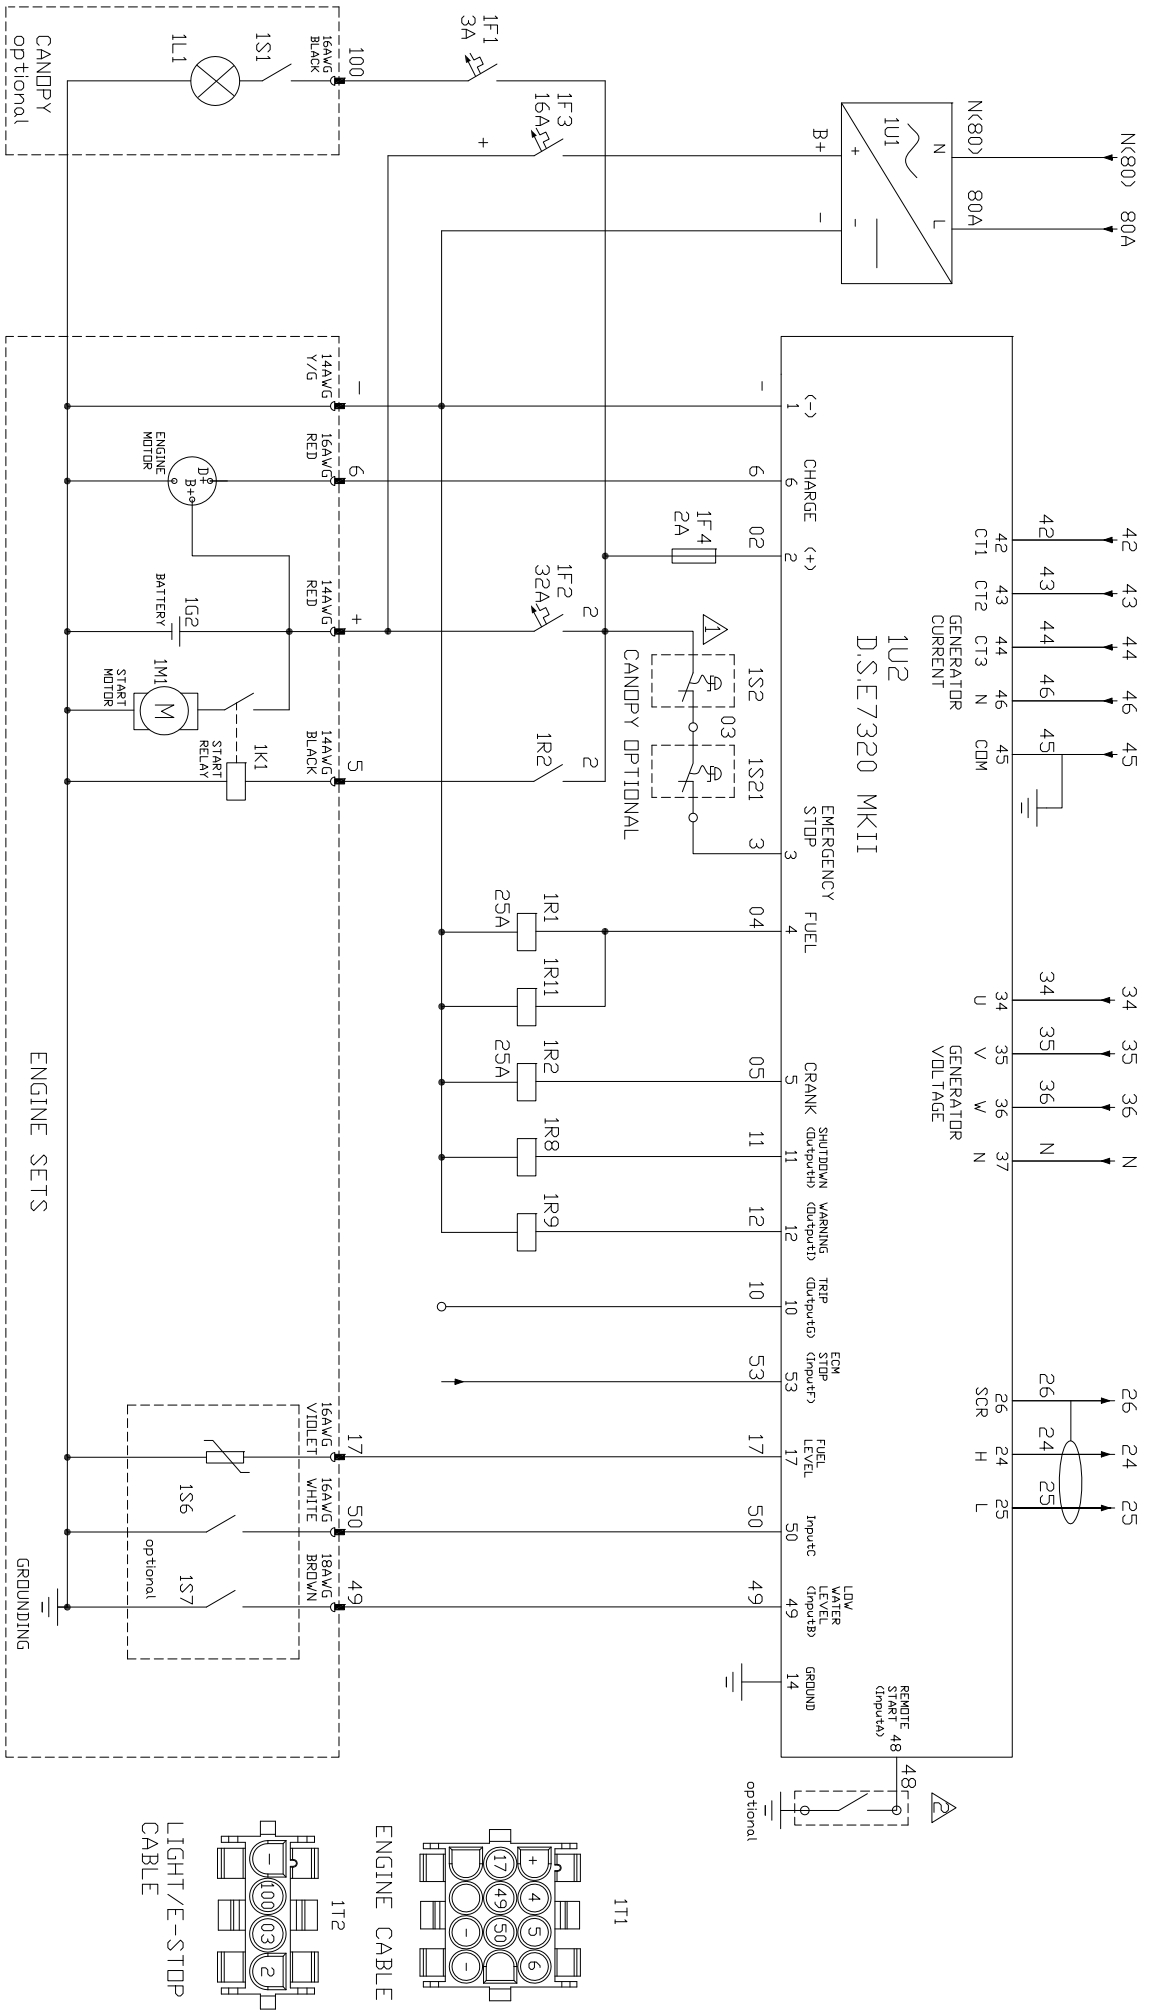 N(80)
80A
42
43
44
46
45
34
35
36
N
26
24
25
N(80)
80A
42
43
44
46
45
34
35
36
N
26
24
25
N
L
1U1
+
-
42
43
44
46
45
34
35
36
37
26
24
25
CT1
CT2
CT3
N
COM
U
V
W
N
SCR
H
L
GENERATOR
CURRENT
GENERATOR
VOLTAGE
1U2
D.S.E7320 MKII
REMOTE
START
(InputA)
48
48
2
optional
B+
-
(-)
CHARGE
(+)
EMERGENCY
STOP
FUEL
CRANK
SHUTDOWN
(OutputH)
WARNING
(OutputI)
TRIP
(OutputG)
ECM
STOP
(InputF)
FUEL
LEVEL
InputC
LOW
WATER
LEVEL
(InputB)
GROUND
1
6
2
3
4
5
11
12
10
53
17
50
49
14
-
6
02
3
04
05
11
12
10
53
17
50
49
1F4
2A
1
1S2
03
1S21
CANOPY OPTIONAL
1F1
3A
1F3
16A
+
1F2
32A
2
1R2
2
1R1
25A
1R11
1R2
25A
1R8
1R9
100
-
6
+
5
17
50
49
16AWG
BLACK
14AWG
Y/G
16AWG
RED
14AWG
RED
14AWG
BLACK
16AWG
VIOLET
16AWG
WHITE
18AWG
BROWN
1S1
1L1
CANOPY
optional
D+
B+
ENGINE
MOTOR
1G2
BATTERY
M
1M1
START
MOTOR
1K1
START
RELAY
1S6
1S7
optional
ENGINE SETS
GROUNDING
1T1
+
4
5
6
17
49
50
-
-
ENGINE CABLE
1T2
-
100
03
2
LIGHT/E-STOP
CABLE